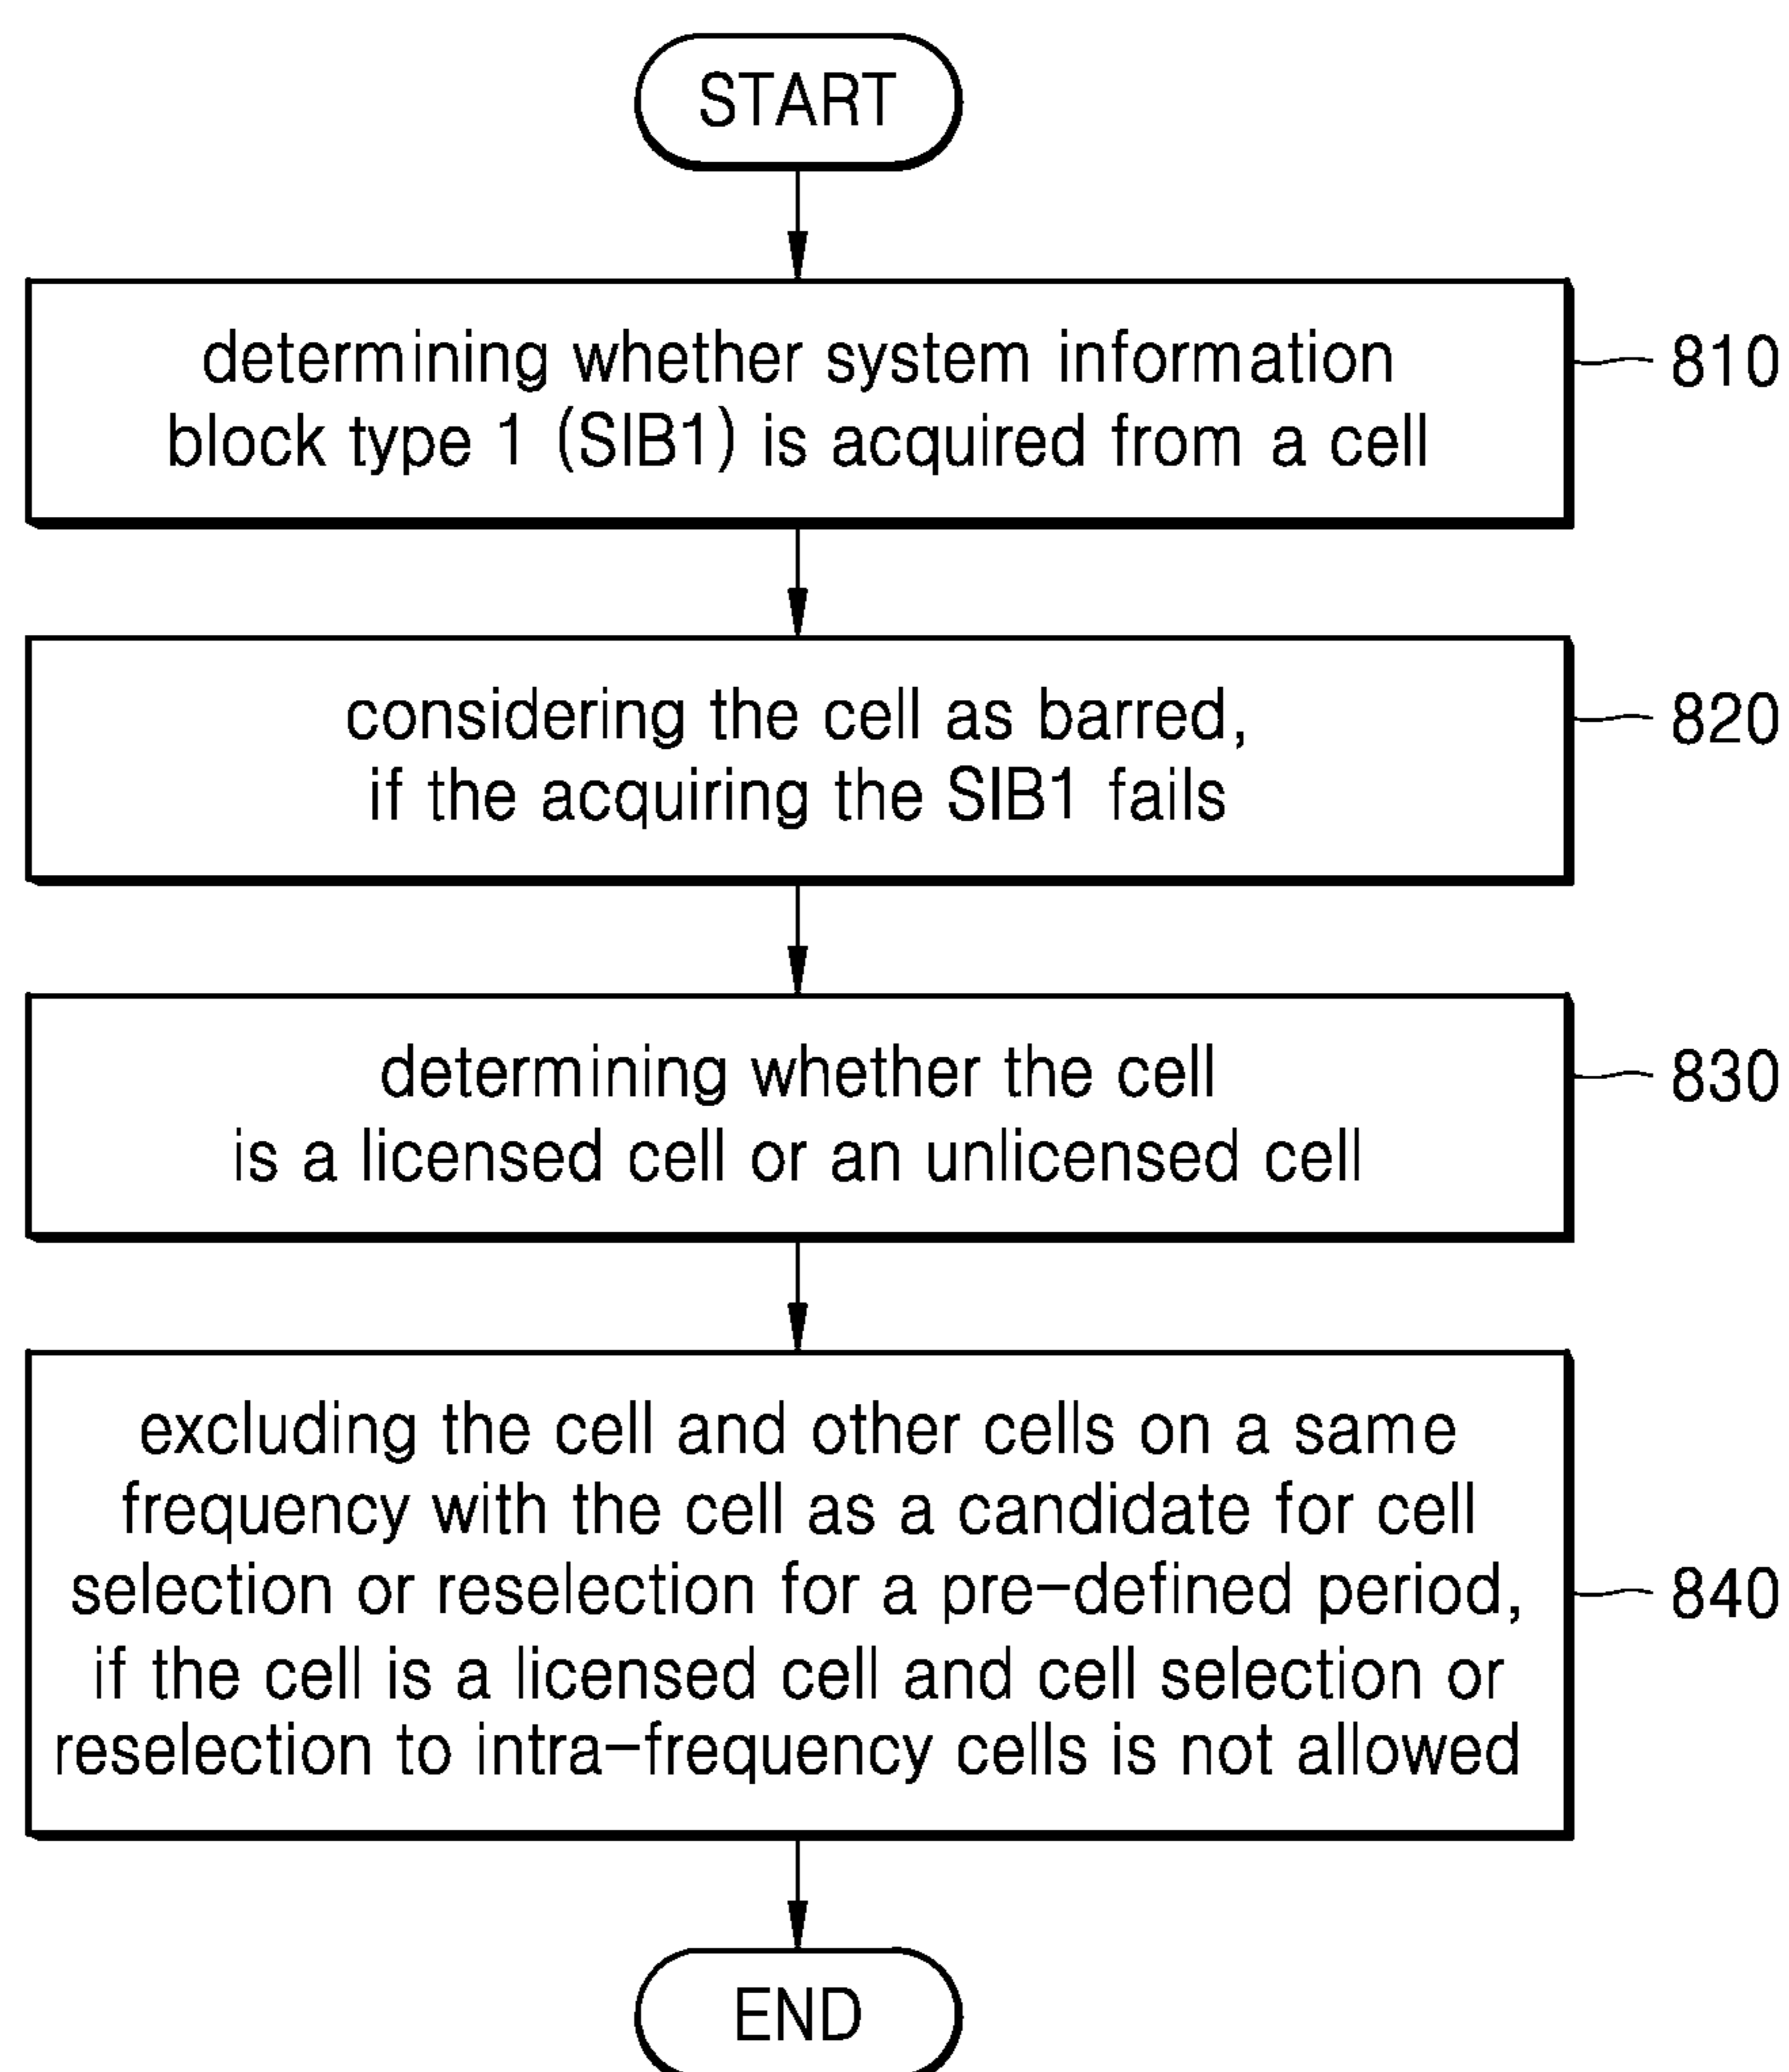 START
determining whether system information
block type 1 (SIB1) is acquired from a cell
810
considering the cell as barred,
if the acquiring the SIB1 fails
820
determining whether the cell
is a licensed cell or an unlicensed cell
830
excluding the cell and other cells on a same
frequency with the cell as a candidate for cell
selection or reselection for a pre-defined period,
if the cell is a licensed cell and cell selection or
reselection to intra-frequency cells is not allowed
840
END